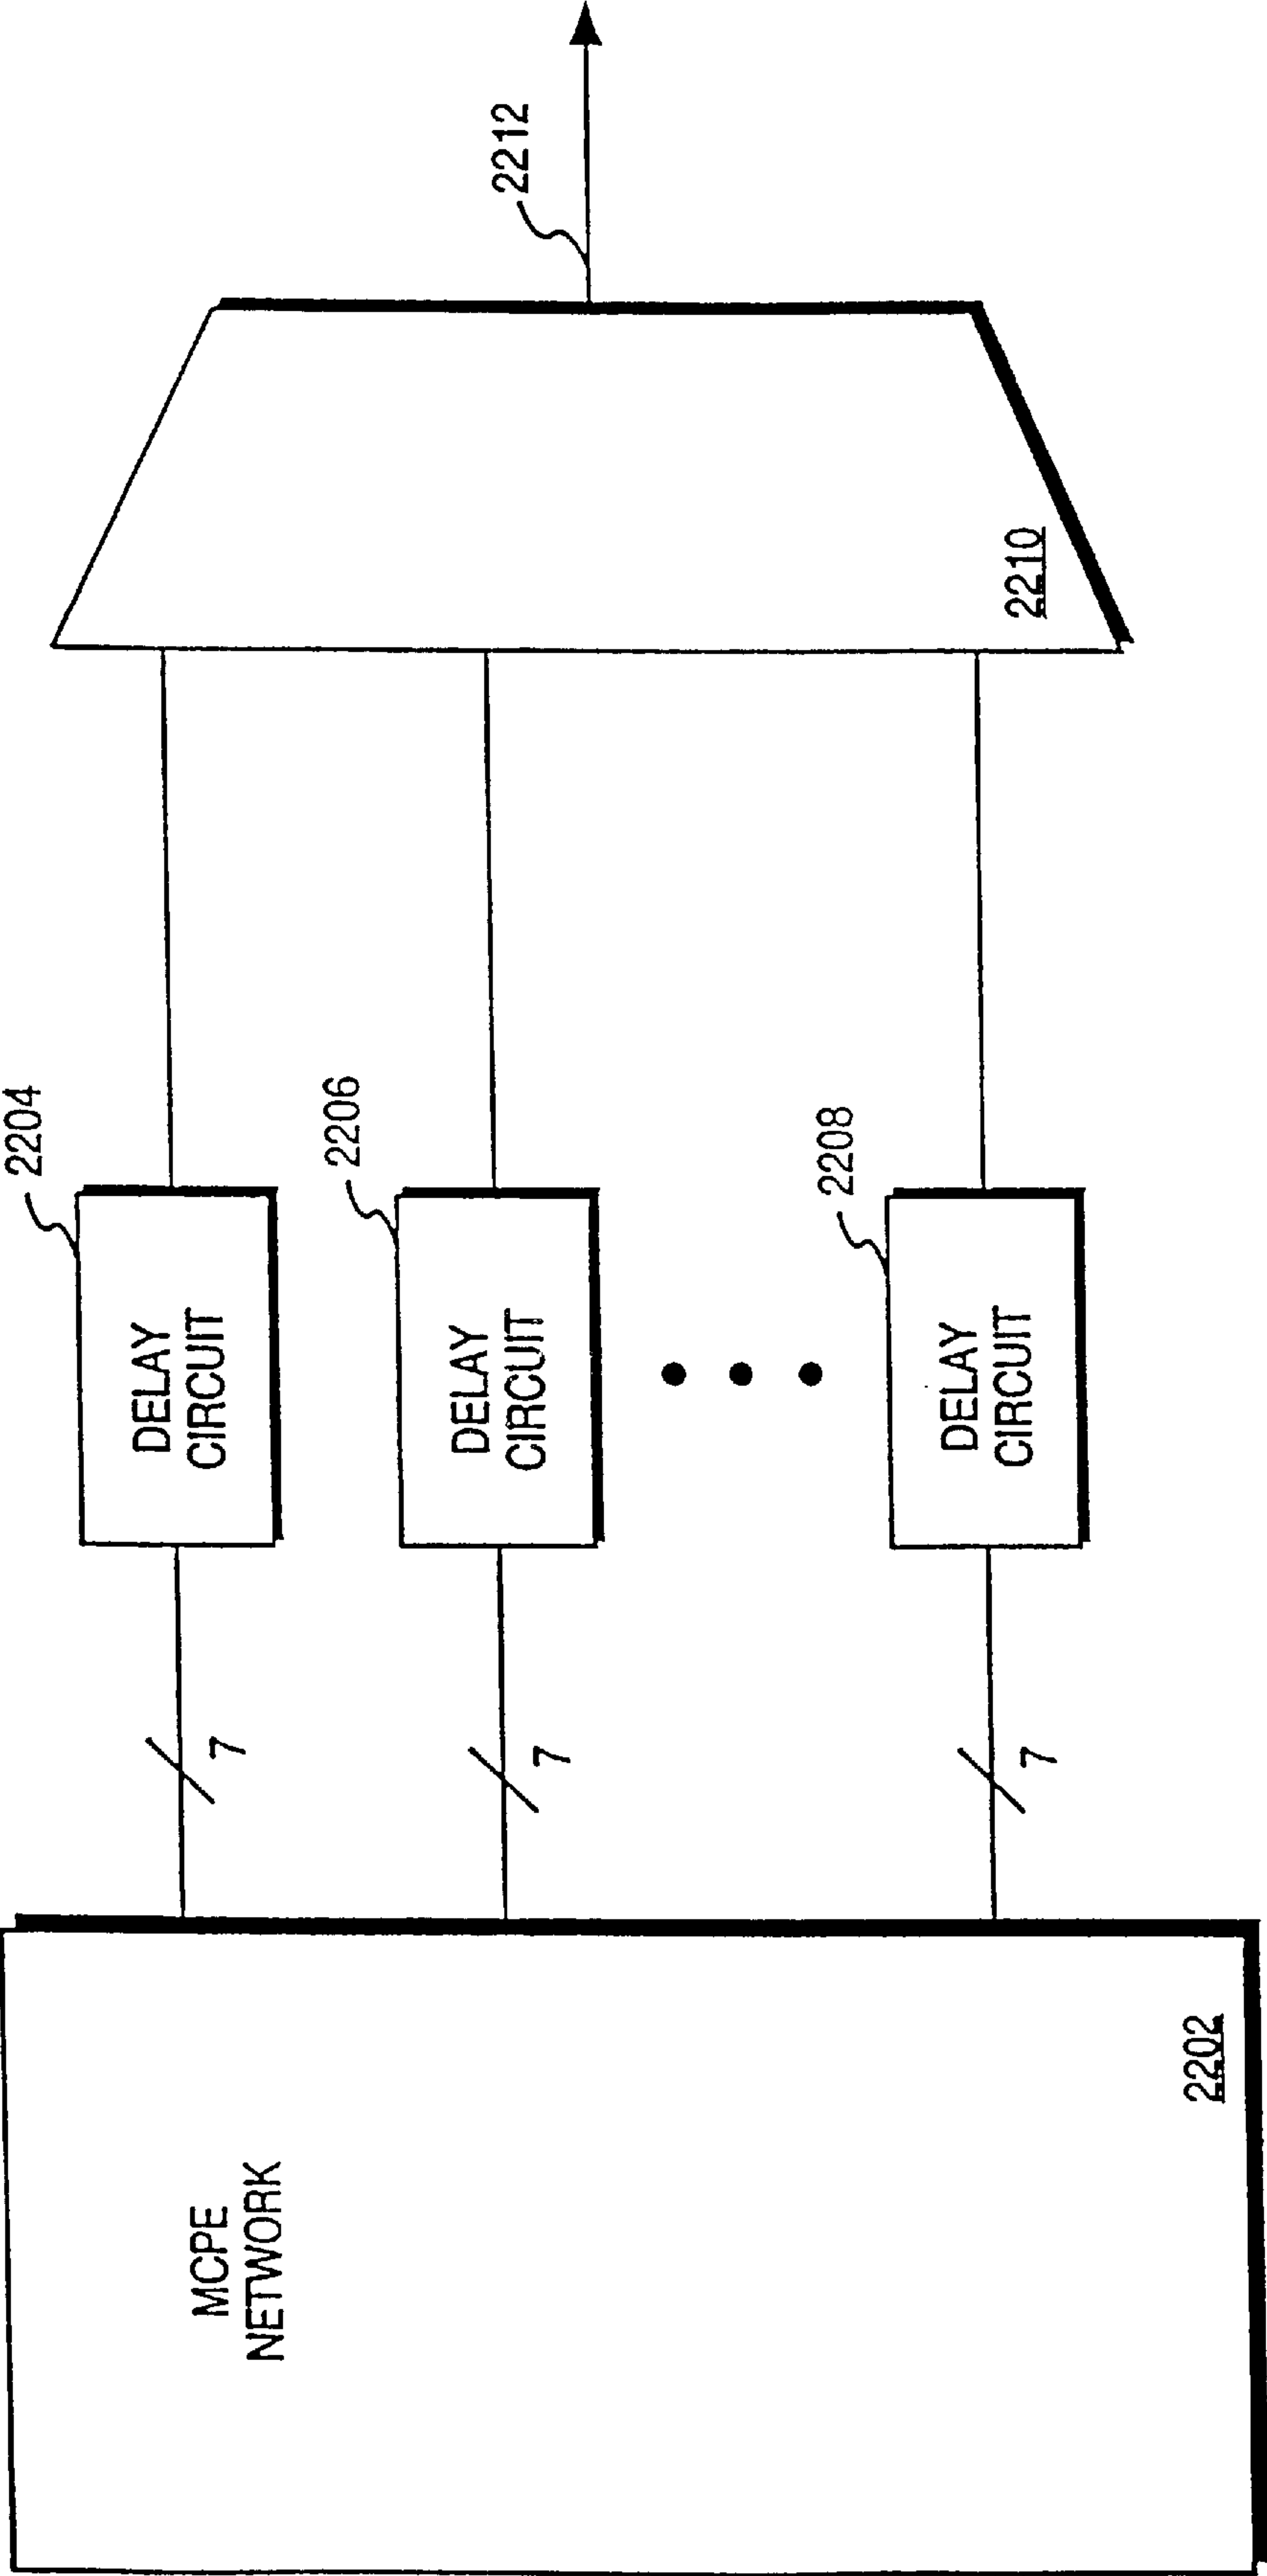 MCPE
NETWORK
2202
7
7
7
DELAY
CIRCUIT
2204
DELAY
CIRCUIT
2206
DELAY
CIRCUIT
2208
2210
2212